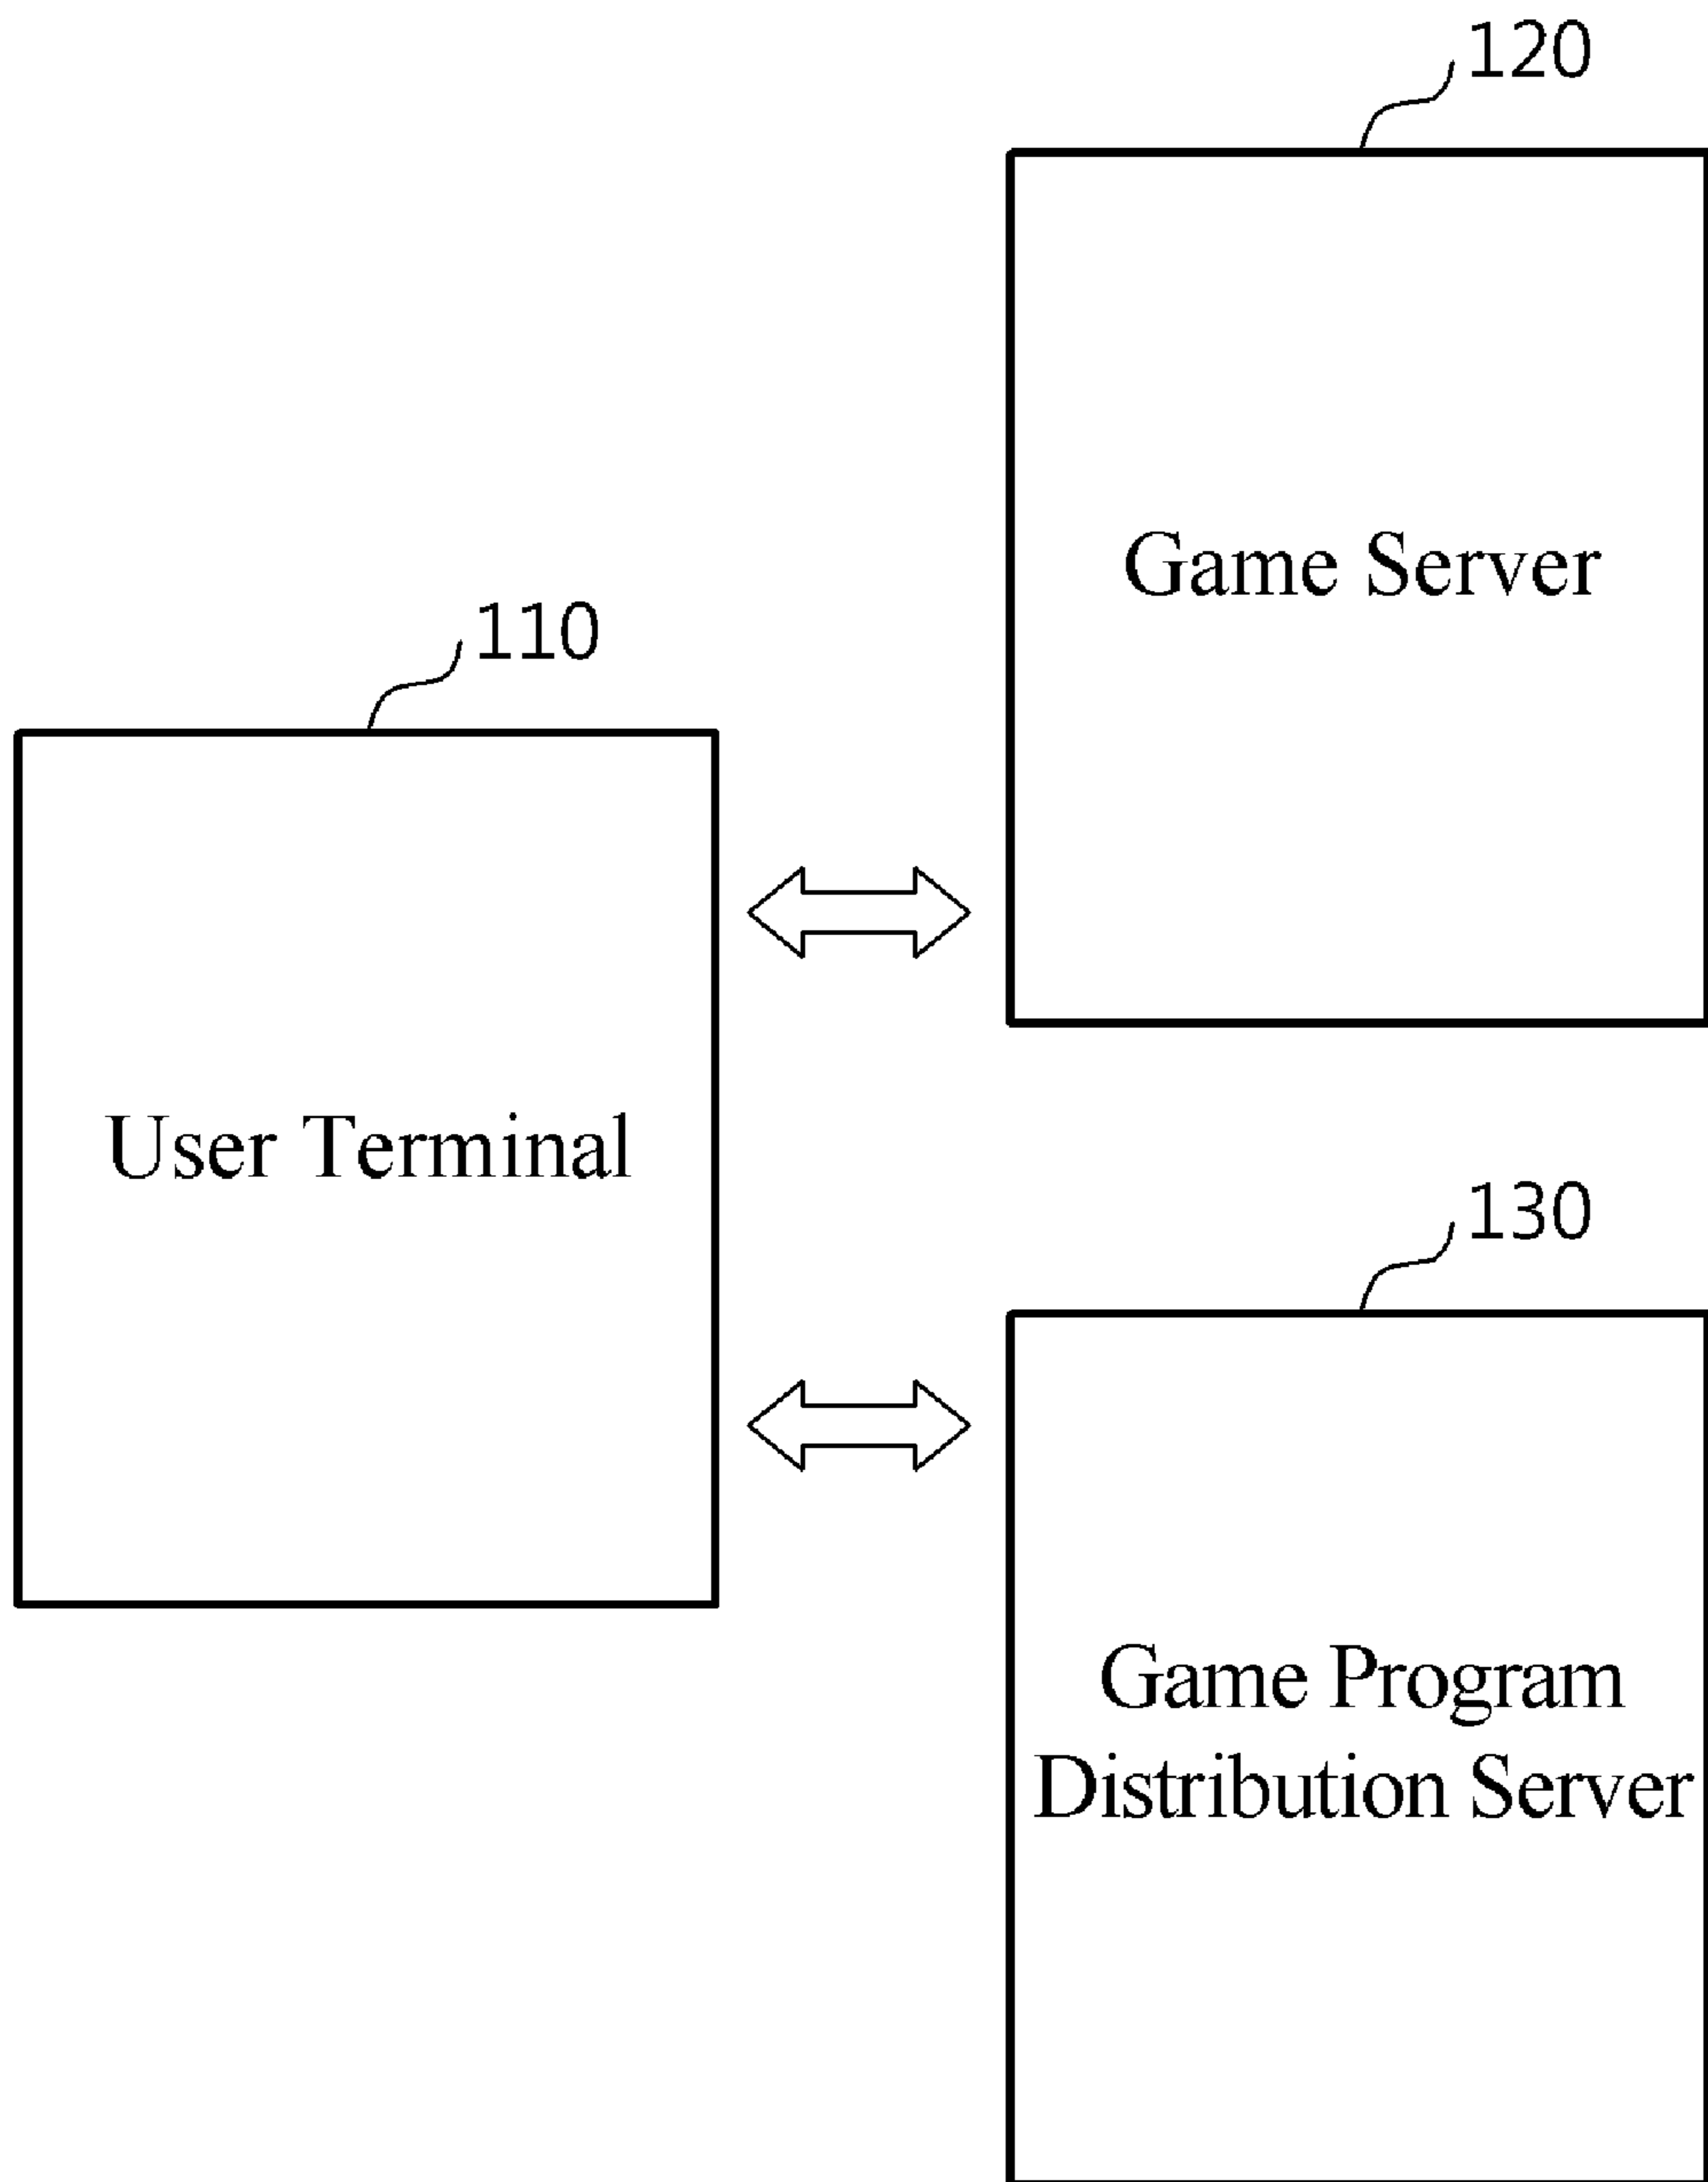 120
Game Server
110
User Terminal
130
Game Program
Distribution Server